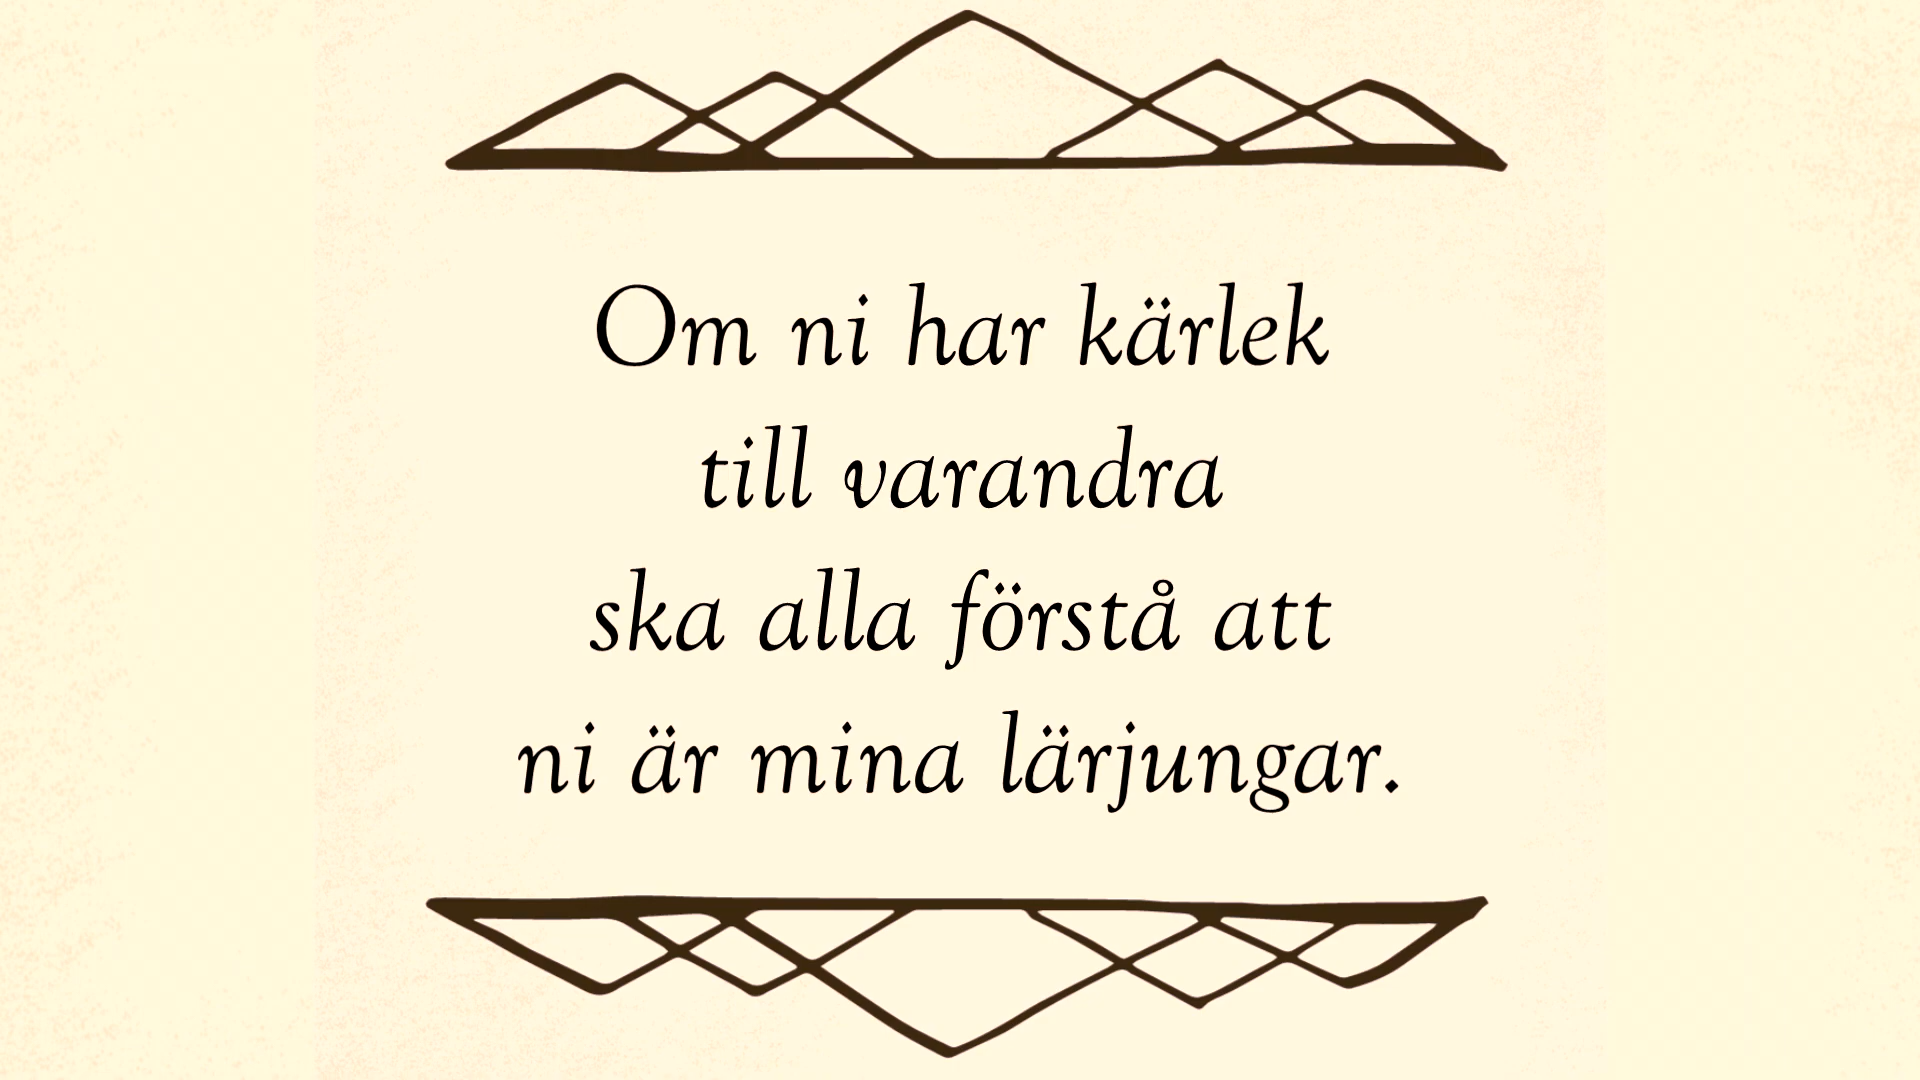 Om ni har kärlek
till varandra
ska alla förstå att
ni är mina lärjungar.